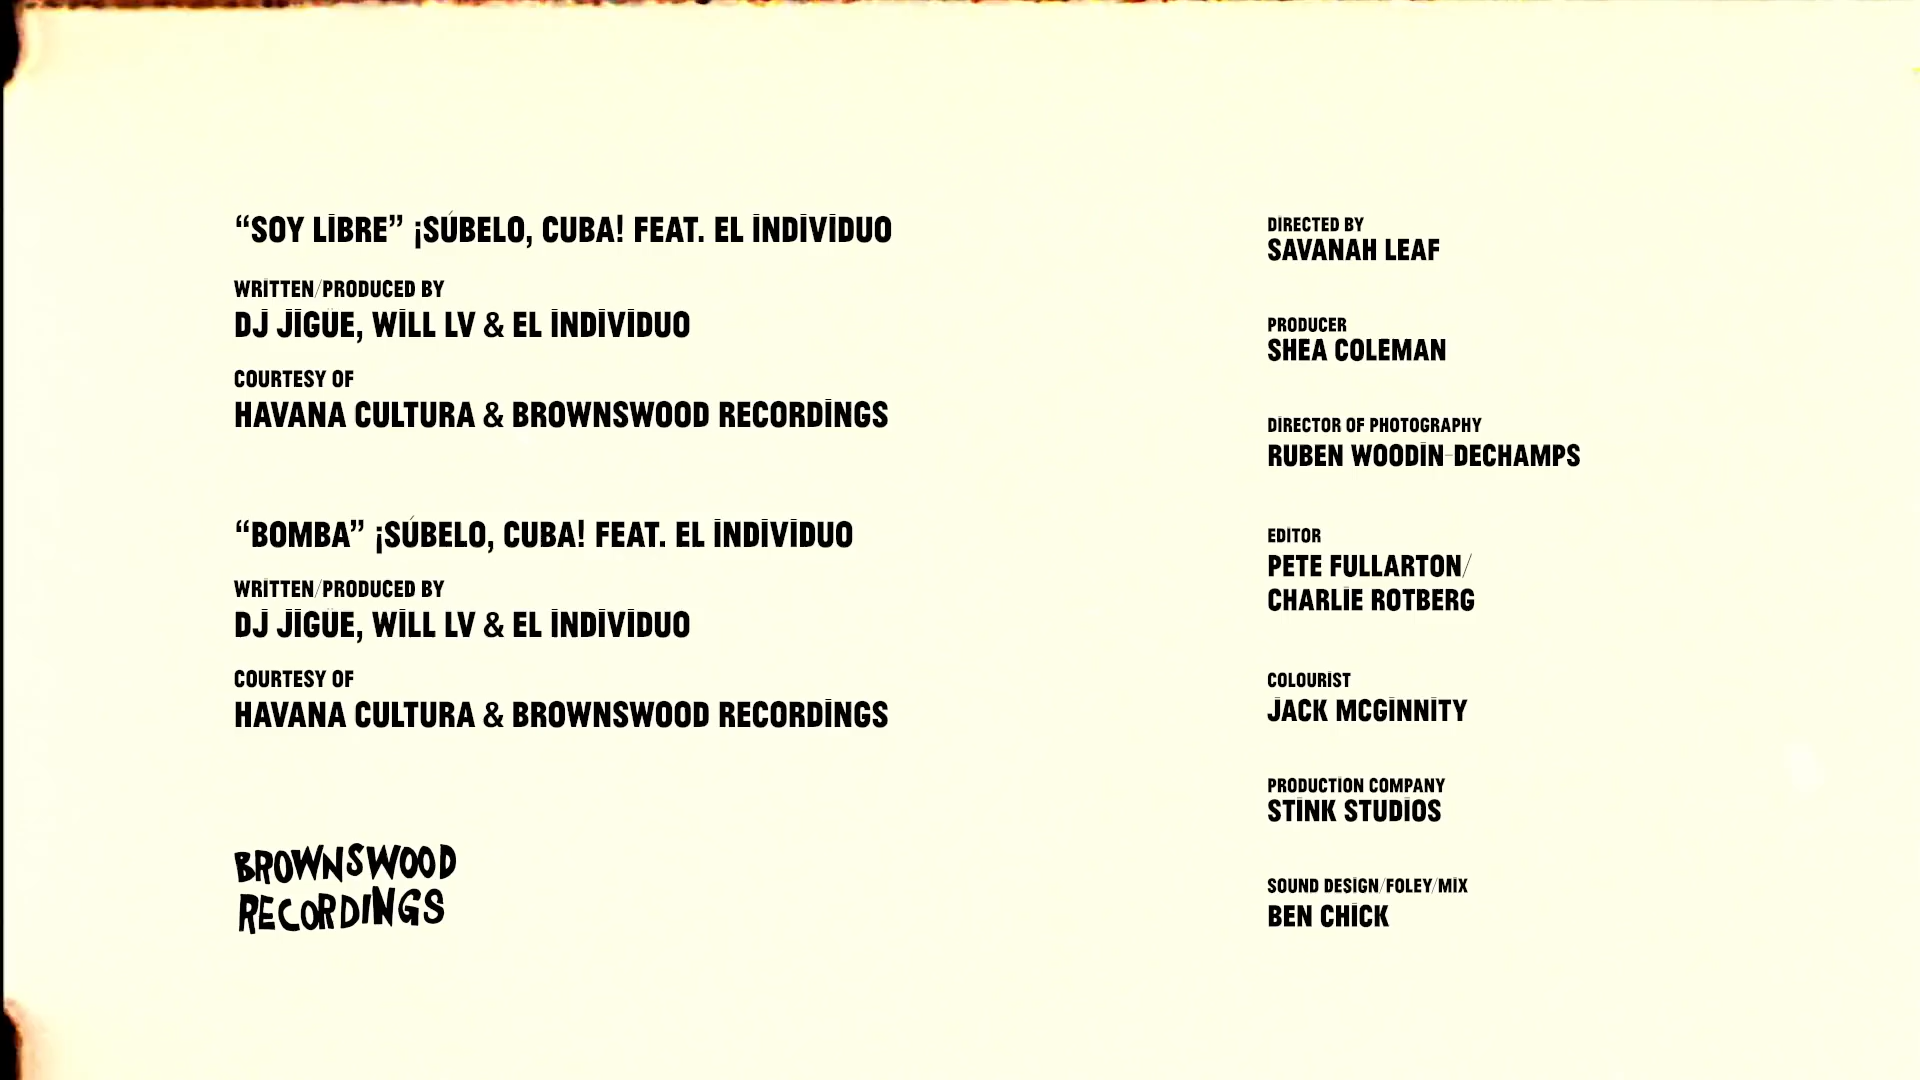 “SOY LIBRE” ¡SÚBELO, CUBA! FEAT. EL INDIVIDUO
WRITTEN/PRODUCED BY
DJ JIGÜE, WILL LV & EL INDIVIDUO
COURTESY OF
HAVANA CULTURA & BROWNSWOOD RECORDINGS
“BOMBA” ¡SÚBELO, CUBA! FEAT. EL INDIVIDUO
WRITTEN/PRODUCED BY
DJ JIGÜE, WILL LV & EL INDIVIDUO
COURTESY OF
HAVANA CULTURA & BROWNSWOOD RECORDINGS
BROWNSWOOD
RECORDINGS
DIRECTED BY
SAVANAH LEAF
PRODUCER
SHEA COLEMAN
DIRECTOR OF PHOTOGRAPHY
RUBEN WOODIN-DECHAMPS
EDITOR
PETE FULLARTON/
CHARLIE ROTBERG
COLOURIST
JACK MCGINNITY
PRODUCTION COMPANY
STINK STUDIOS
SOUND DESIGN/FOLEY/MIX
BEN CHICK